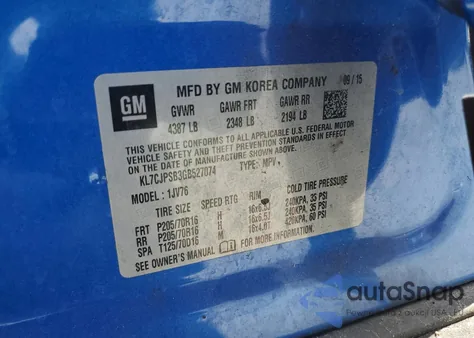 GM
MFD BY GM KOREA COMPANY 09/15
GVWR GAWR FRT GAWR RR
4387 LB 2348 LB 2194 LB
THIS VEHICLE CONFORMS TO ALL APPLICABLE U.S. FEDERAL MOTOR
VEHICLE SAFETY, BUMPER, AND THEFT PREVENTION STANDARDS IN
EFFECT ON THE DATE OF MANUFACTURE SHOWN ABOVE.
KL7CJPSB3GB527074 TYPE: MPV
MODEL: 1JV76
TIRE SIZE SPEED RTG RIM COLD TIRE PRESSURE
FRT P205/70R16 H 16x6.5J 240KPA, 35 PSI
RR P205/70R16 H 16x6.5J 240KPA, 35 PSI
SPA T125/70D16 M 420KPA, 60 PSI
SEE OWNER'S MANUAL FOR MORE INFORMATION.
autoSnap